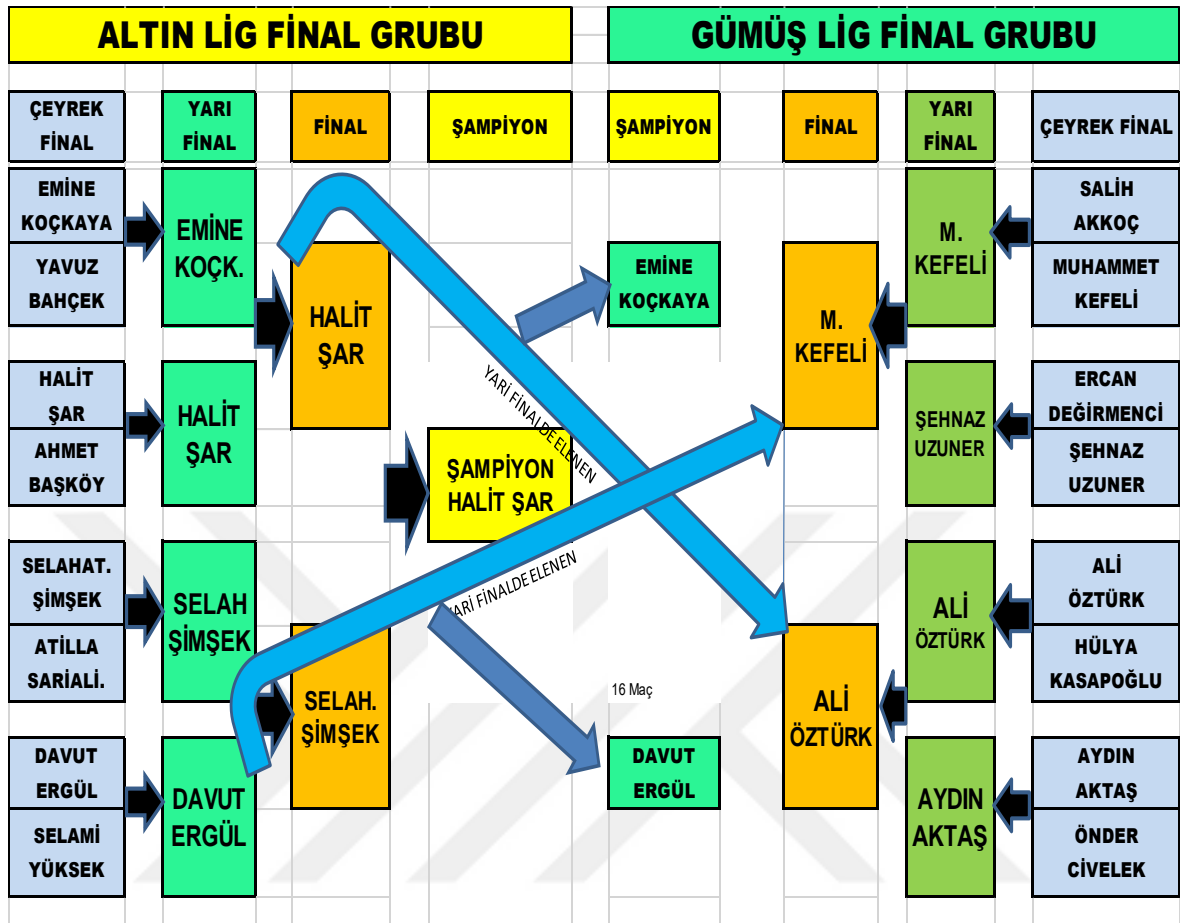 ALTIN LİG FİNAL GRUBU
GÜMÜŞ LİG FİNAL GRUBU
ÇEYREK
FİNAL
YARI
FİNAL
FİNAL
ŞAMPİYON
ŞAMPİYON
FİNAL
YARI
FİNAL
ÇEYREK FİNAL
EMİNE
KOÇKAYA
YAVUZ
BAHÇEK
HALİT
ŞAR
AHMET
BAŞKÖY
SELAHAT.
ŞİMŞEK
ATİLLA
SARIALİ.
DAVUT
ERGÜL
SELAMİ
YÜKSEK
EMİNE
KOÇK.
HALİT
ŞAR
SELAH
ŞİMŞEK
DAVUT
ERGÜL
HALİT
ŞAR
SELAH.
ŞİMŞEK
ŞAMPİYON
HALİT ŞAR
YARİ FİNALDE ELENEN
YARİ FİNALDE ELENEN
EMİNE
KOÇKAYA
16 Maç
DAVUT
ERGÜL
M.
KEFELİ
ALİ
ÖZTÜRK
M.
KEFELİ
ŞEHNAZ
UZUNER
ALİ
ÖZTÜRK
AYDIN
AKTAŞ
SALİH
AKKOÇ
MUHAMMET
KEFELİ
ERCAN
DEĞİRMENCİ
ŞEHNAZ
UZUNER
ALİ
ÖZTÜRK
HÜLYA
KASAPOĞLU
AYDIN
AKTAŞ
ÖNDER
CİVELEK